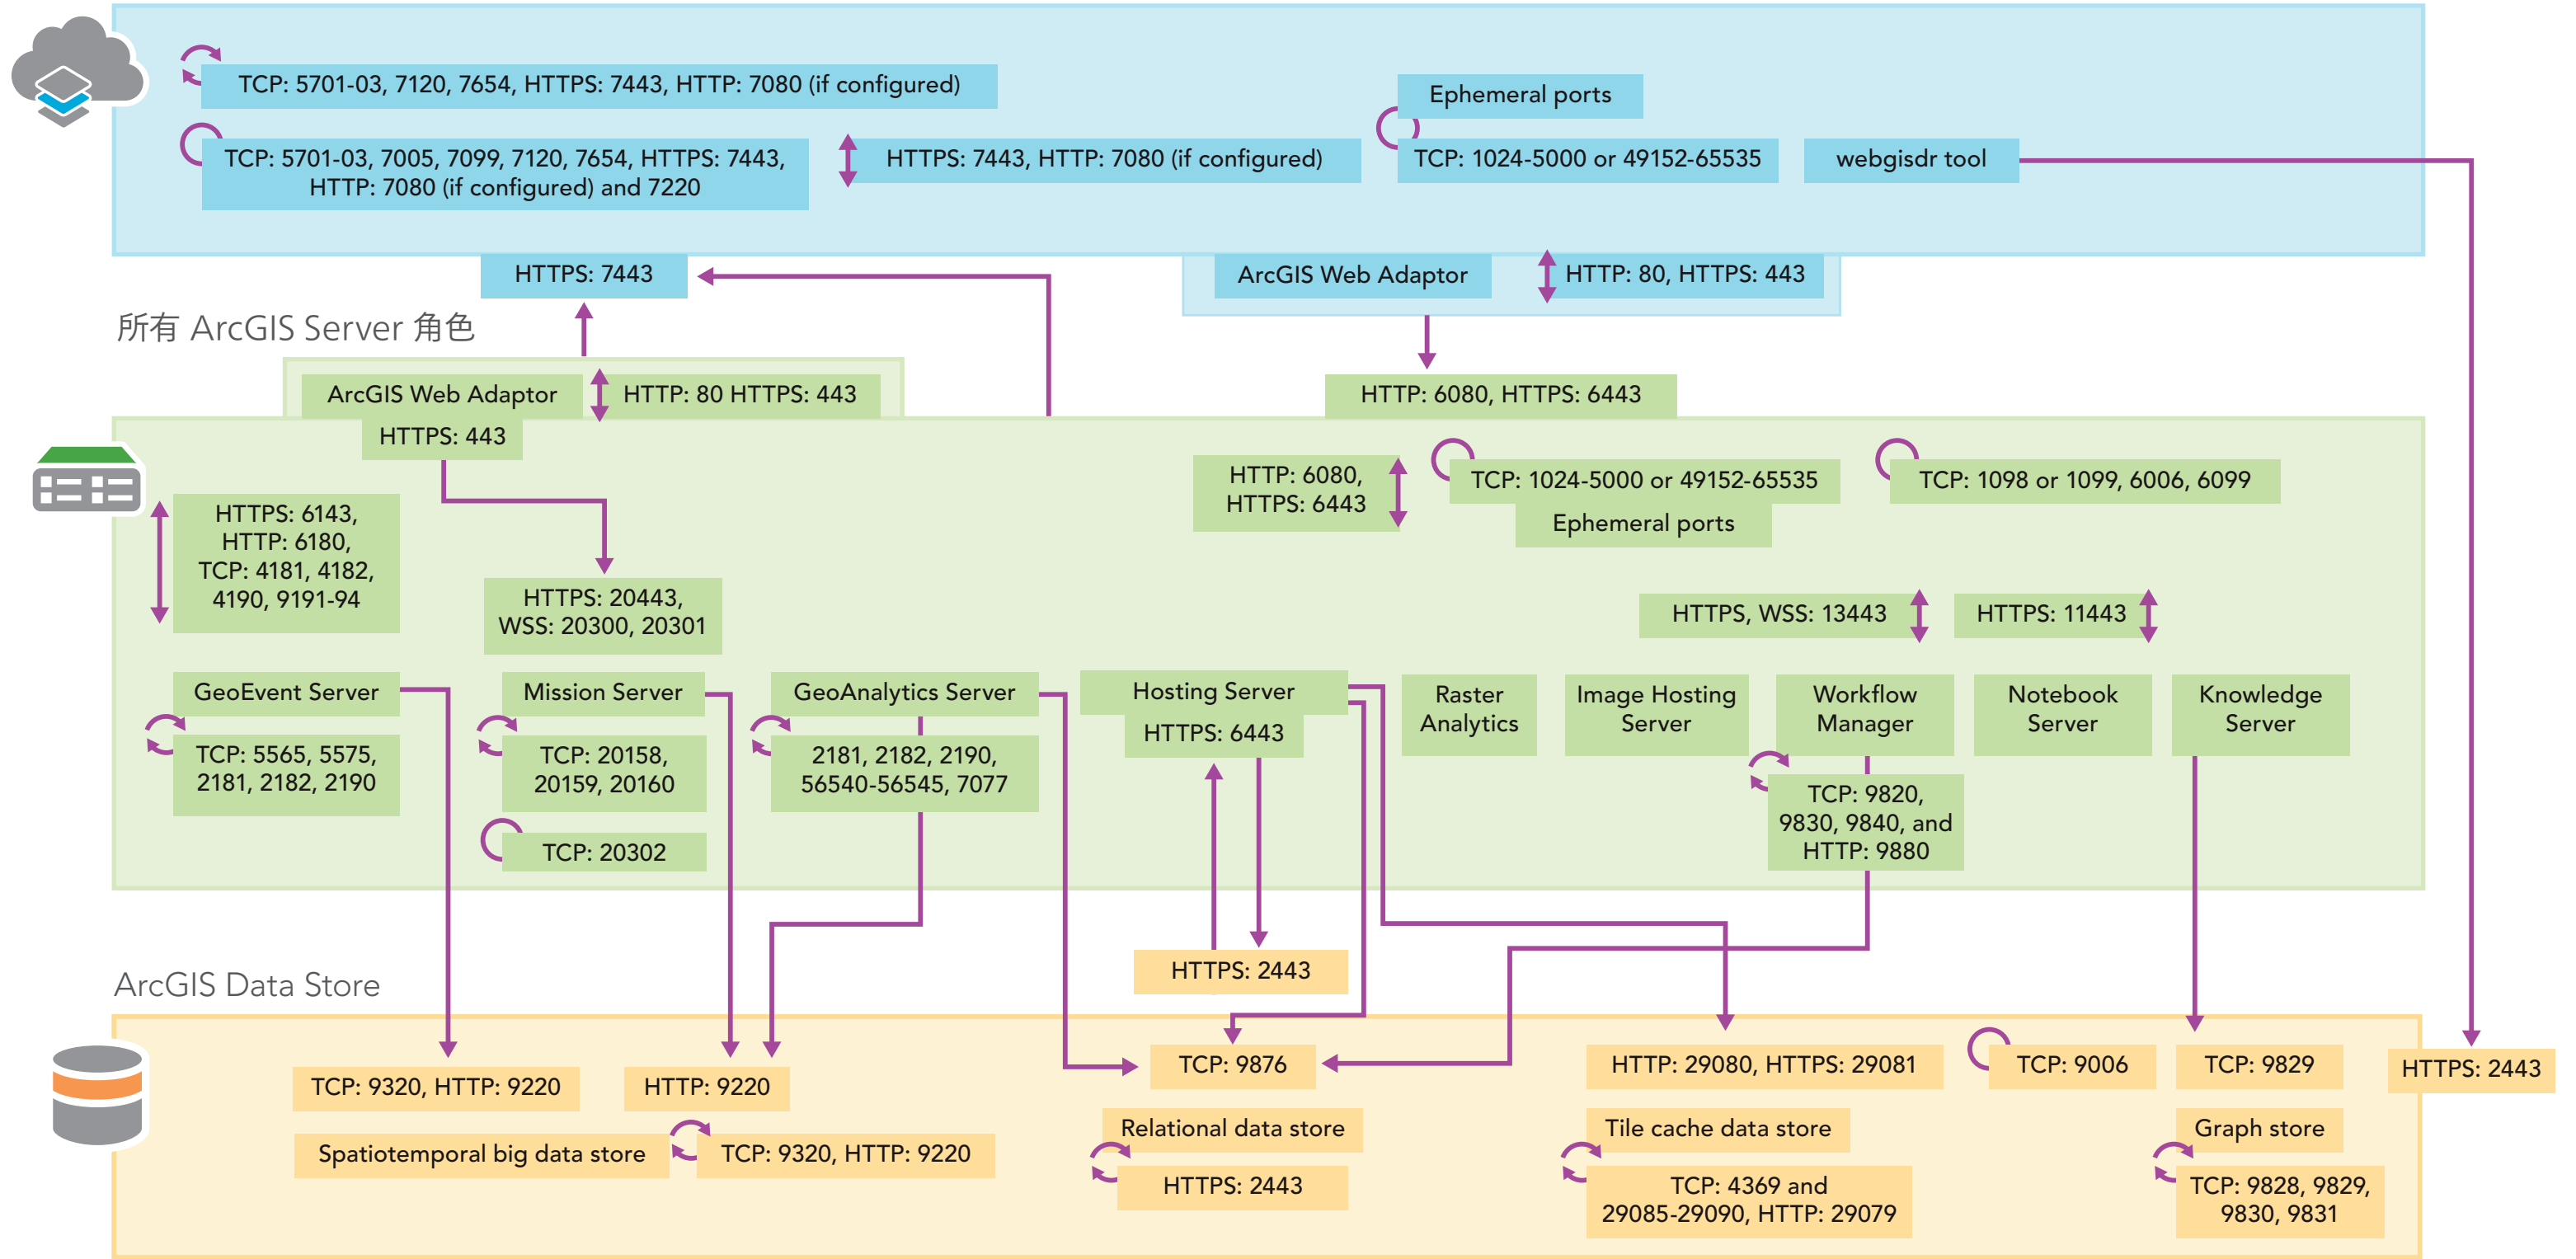 TCP: 5701-03, 7120, 7654, HTTPS: 7443, HTTP: 7080 (if configured)
TCP: 5701-03, 7005, 7099, 7120, 7654, HTTPS: 7443,
HTTP: 7080 (if configured) and 7220
HTTPS: 7443, HTTP: 7080 (if configured)
Ephemeral ports
TCP: 1024-5000 or 49152-65535
webgisdr tool
HTTPS: 7443
ArcGIS Web Adaptor
HTTP: 80, HTTPS: 443
所有 ArcGIS Server 角色
ArcGIS Web Adaptor
HTTP: 80 HTTPS: 443
HTTPS: 443
HTTP: 6080, HTTPS: 6443
HTTP: 6080,
HTTPS: 6443
TCP: 1024-5000 or 49152-65535
Ephemeral ports
TCP: 1098 or 1099, 6006, 6099
HTTPS: 6143,
HTTP: 6180,
TCP: 4181, 4182,
4190, 9191-94
HTTPS: 20443,
WSS: 20300, 20301
HTTPS, WSS: 13443
HTTPS: 11443
GeoEvent Server
TCP: 5565, 5575,
2181, 2182, 2190
Mission Server
TCP: 20158,
20159, 20160
TCP: 20302
GeoAnalytics Server
2181, 2182, 2190,
56540-56545, 7077
Hosting Server
HTTPS: 6443
Raster
Analytics
Image Hosting
Server
Workflow
Manager
TCP: 9820,
9830, 9840, and
HTTP: 9880
Notebook
Server
Knowledge
Server
HTTPS: 2443
ArcGIS Data Store
TCP: 9320, HTTP: 9220
HTTP: 9220
Spatiotemporal big data store
TCP: 9320, HTTP: 9220
TCP: 9876
Relational data store
HTTPS: 2443
HTTP: 29080, HTTPS: 29081
Tile cache data store
TCP: 4369 and
29085-29090, HTTP: 29079
TCP: 9006
TCP: 9829
Graph store
TCP: 9828, 9829,
9830, 9831
HTTPS: 2443